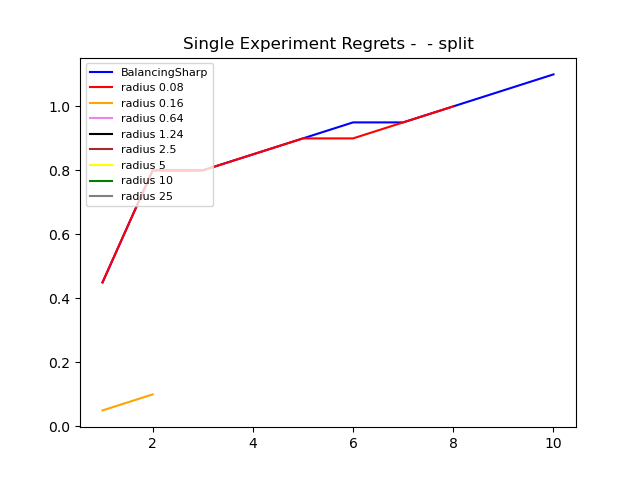 Single Experiment Regrets -  - split
BalancingSharp
radius 0.08
radius 0.16
radius 0.64
radius 1.24
radius 2.5
radius 5
radius 10
radius 25
1.0
0.8
0.6
0.4
0.2
0.0
2 4 6 8 10